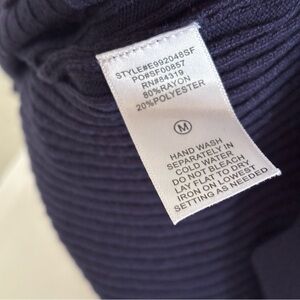 STYLE#E992048SF
PO#SF00857
RN#84319
80%RAYON
20%POLYESTER
M
HAND WASH
SEPARATELY IN
COLD WATER
DO NOT BLEACH
LAY FLAT TO DRY
IRON ON LOWEST
SETTING AS NEEDED